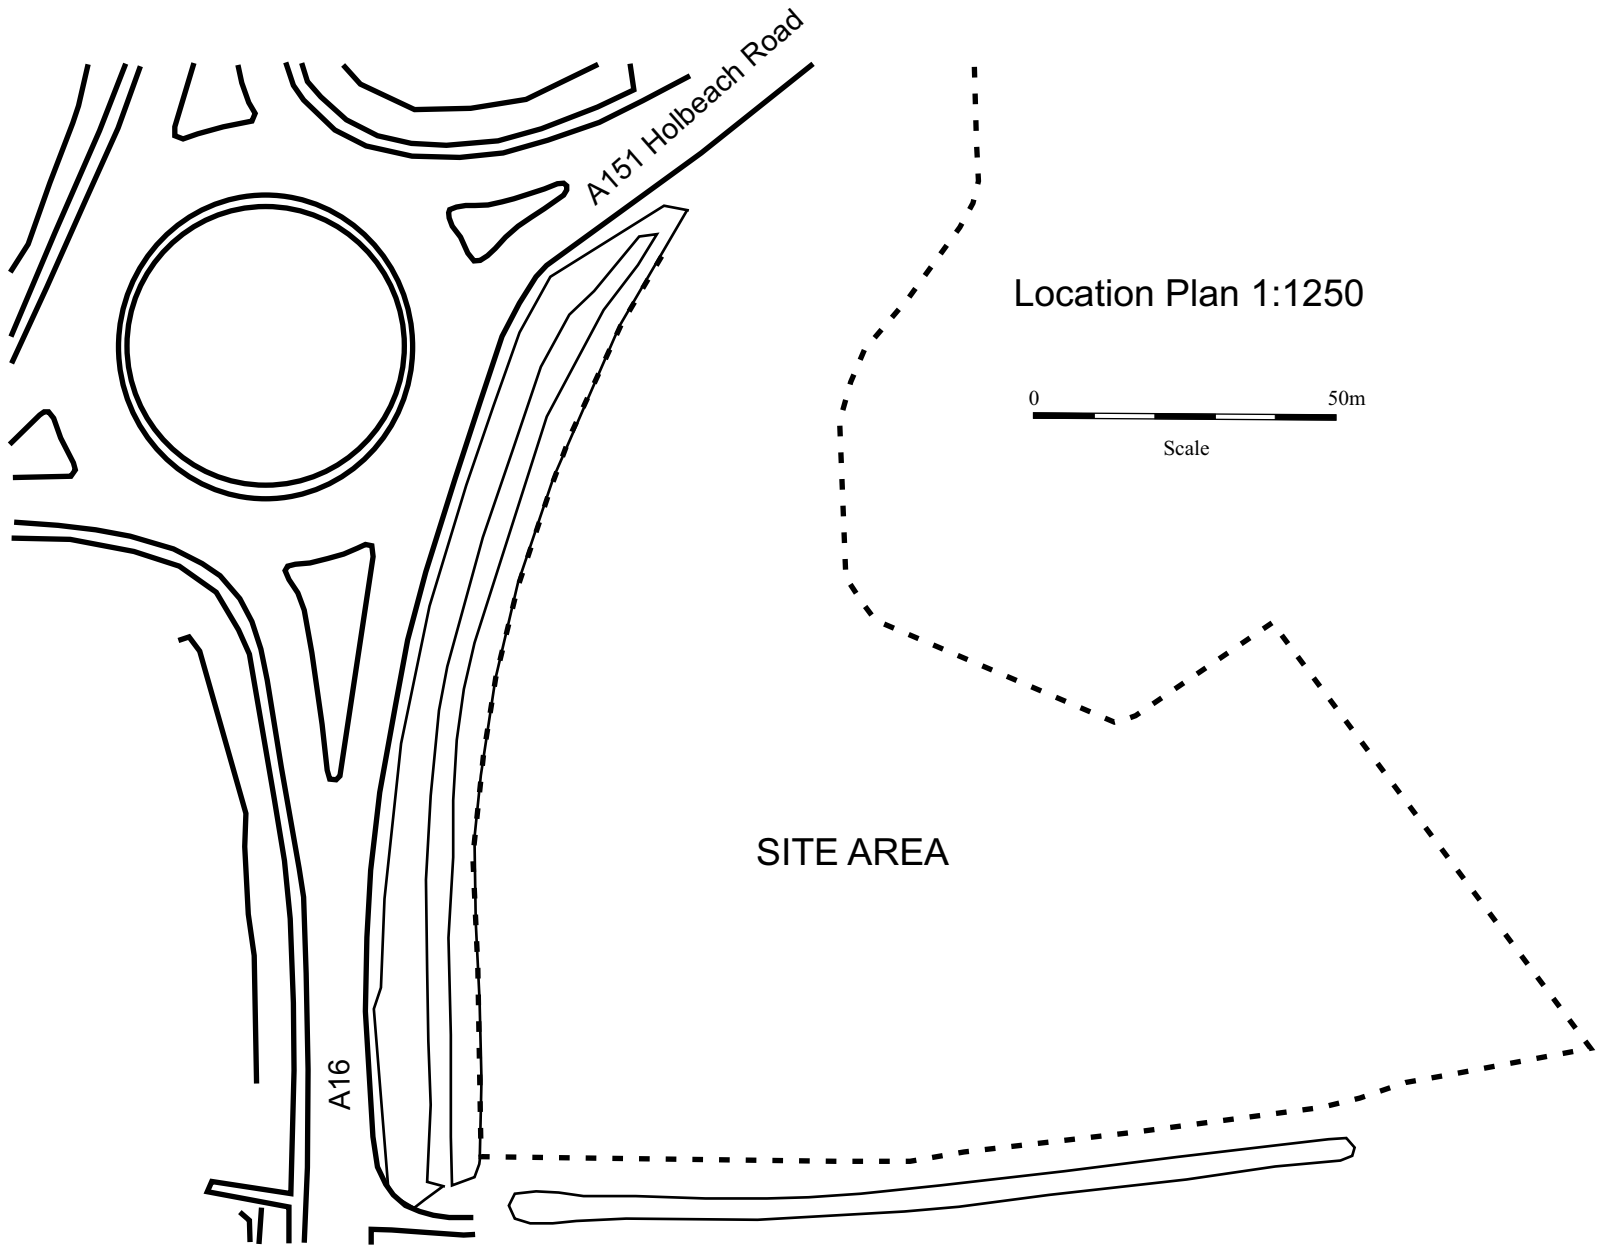 A151 Holbeach Road
Location Plan 1:1250
0 50m
Scale
SITE AREA
A16